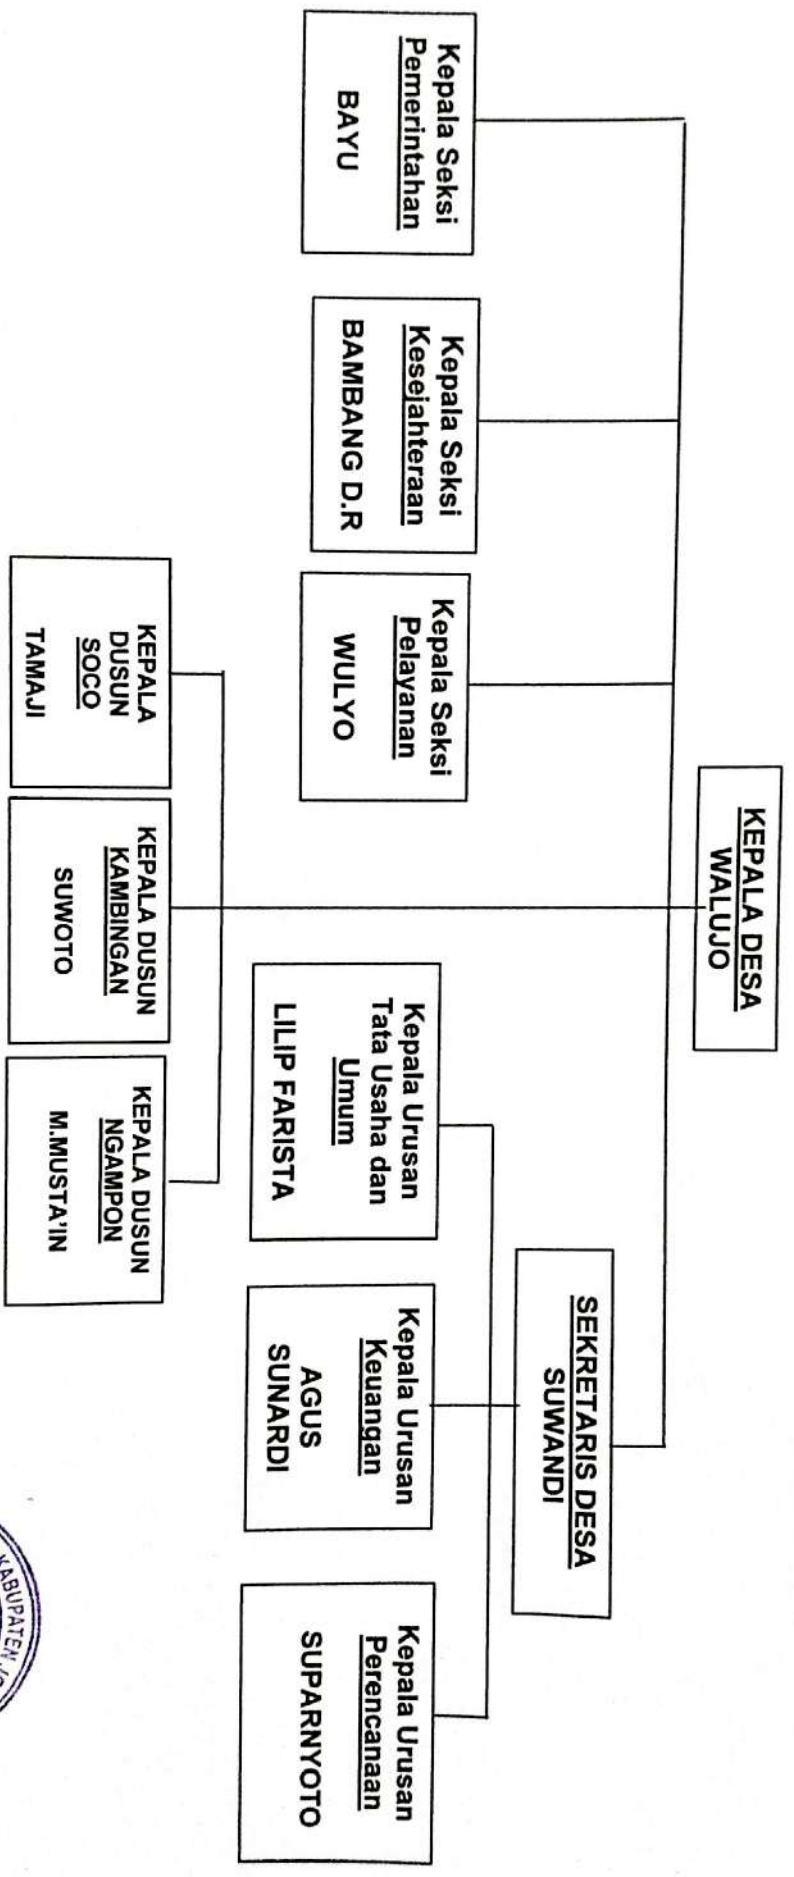 KEPALA DESA
WALUJO
SEKRETARIS DESA
SUWANDI
Kepala Seksi
Pemerintahan
BAYU
Kepala Seksi
Kesejahteraan
BAMBANG D.R
Kepala Seksi
Pelayanan
WULYO
Kepala Urusan
Tata Usaha dan
Umum
LILIP FARISTA
Kepala Urusan
Keuangan
AGUS
SUNARDI
Kepala Urusan
Perencanaan
SUPARNYOTO
KEPALA
DUSUN
SOCO
TAMAJI
KEPALA DUSUN
KAMBINGAN
SUWOTO
KEPALA DUSUN
NGAMPON
M.MUSTA'IN
KABUPATEN